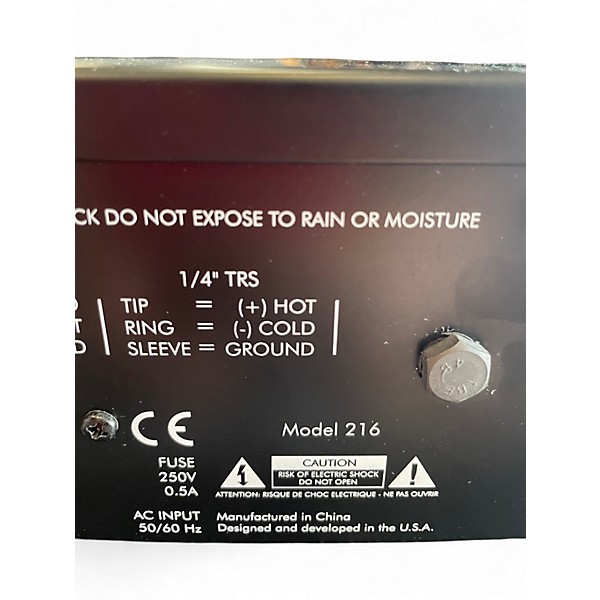 CK DO NOT EXPOSE TO RAIN OR MOISTURE
1/4" TRS
TIP = (+) HOT
RING = (-) COLD
SLEEVE = GROUND
CE
Model 216
FUSE
250V
0.5A
CAUTION
RISK OF ELECTRIC SHOCK
DO NOT OPEN
ATTENTION: RISQUE DE CHOC ELECTRIQUE - NE PAS OUVRIR
AC INPUT
50/60 Hz
Manufactured in China
Designed and developed in the U.S.A.